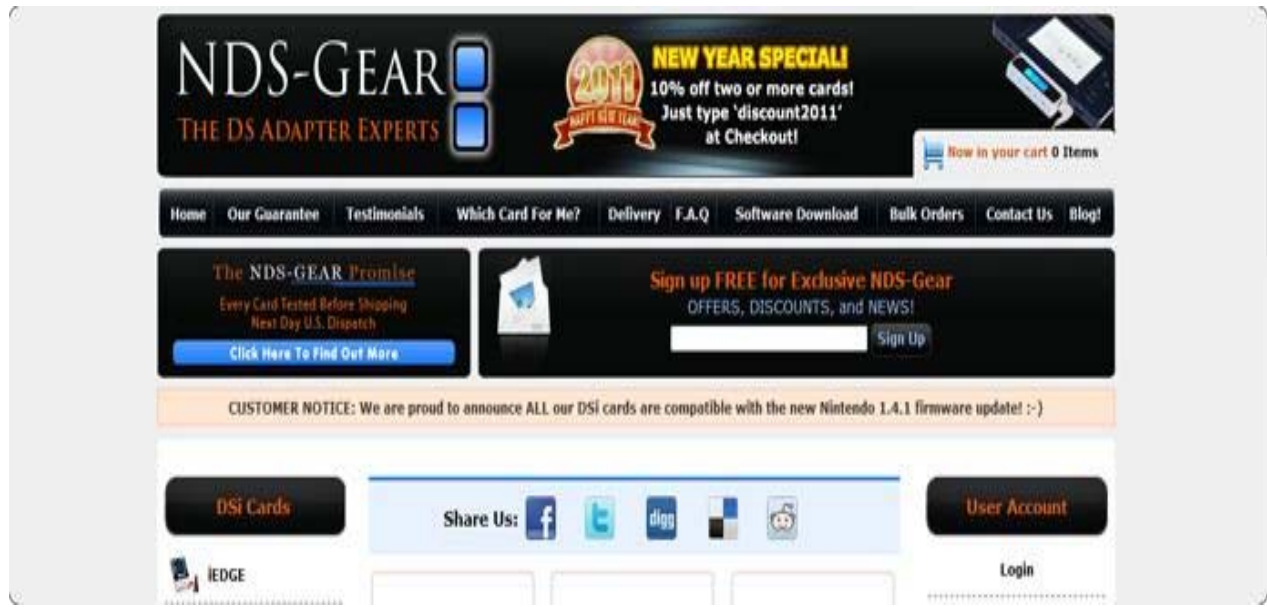 NDS-GEAR
THE DS ADAPTER EXPERTS
2011
HAPPY NEW YEAR
NEW YEAR SPECIAL!
10% off two or more cards!
Just type 'discount2011'
at Checkout!
Now in your cart 0 Items
Home Our Guarantee Testimonials Which Card For Me? Delivery F.A.Q Software Download Bulk Orders Contact Us Blog!
The NDS-GEAR Promise
Every Card Tested Before Shipping
Next Day U.S. Dispatch
Click Here To Find Out More
Sign up FREE for Exclusive NDS-Gear
OFFERS, DISCOUNTS, and NEWS!
Sign Up
CUSTOMER NOTICE: We are proud to announce ALL our DSi cards are compatible with the new Nintendo 1.4.1 firmware update! :-)
DSi Cards
iEDGE
Share Us:
f
t
digg
User Account
Login